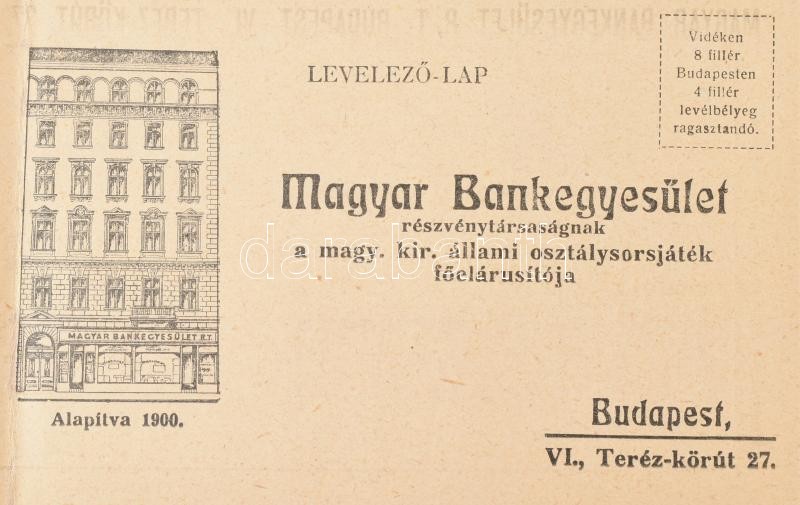 LEVELEZŐ-LAP
Vidéken
8 fillér
Budapesten
4 fillér
levélbélyeg
ragasztandó.
Magyar Bankegyesület
részvénytársaságnak
a magy. kir. állami osztálysorsjáték
főelárusítója
MAGYAR BANKEGYESÜLET R.T.
Alapítva 1900.
Budapest,
VI., Teréz-körút 27.